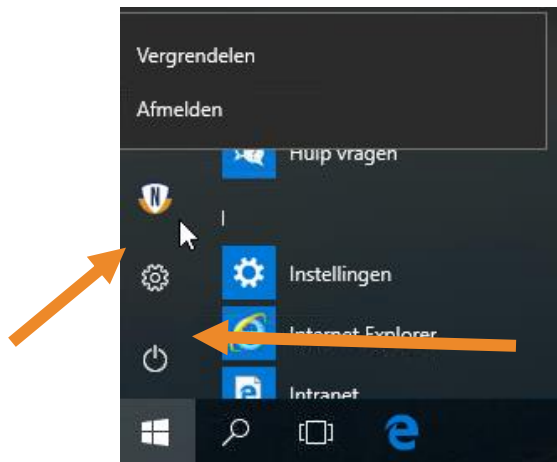 Vergrendelen
Afmelden
Hulp vragen
I
Instellingen
Internet Explorer
Intranet